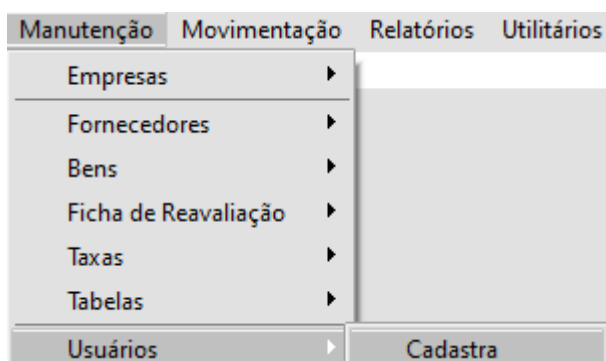 Manutenção Movimentação Relatórios Utilitários
Empresas
Fornecedores
Bens
Ficha de Reavaliação
Taxas
Tabelas
Usuários Cadastra